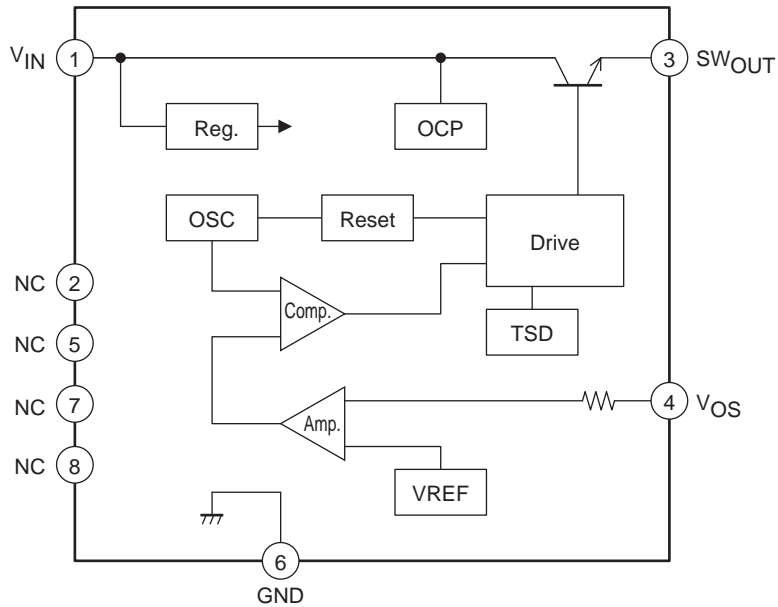 VIN
1
3
SWOUT
Reg.
OCP
OSC
Reset
Drive
NC
2
Comp.
TSD
NC
5
NC
7
Amp.
4
VOS
NC
8
VREF
6
GND